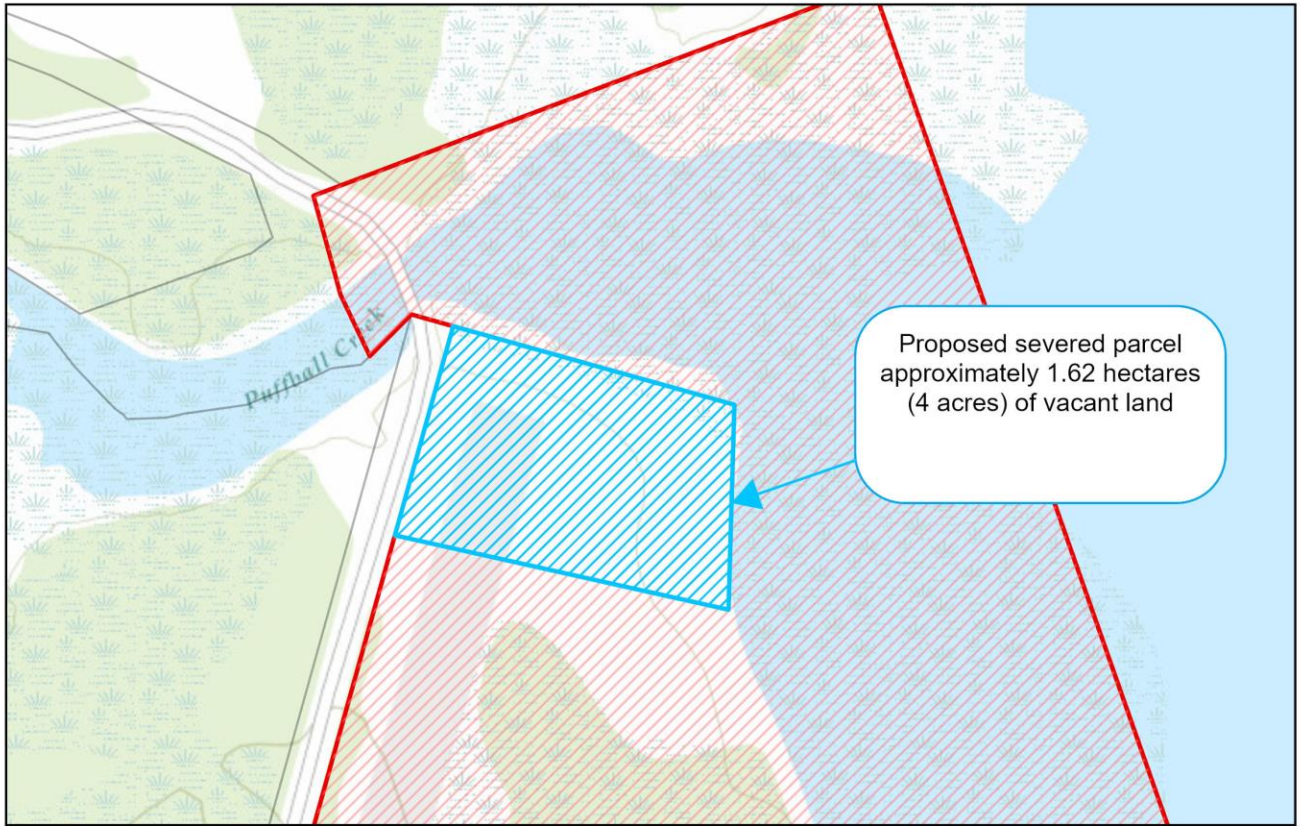 Proposed severed parcel
approximately 1.62 hectares
(4 acres) of vacant land
Puffball Creek